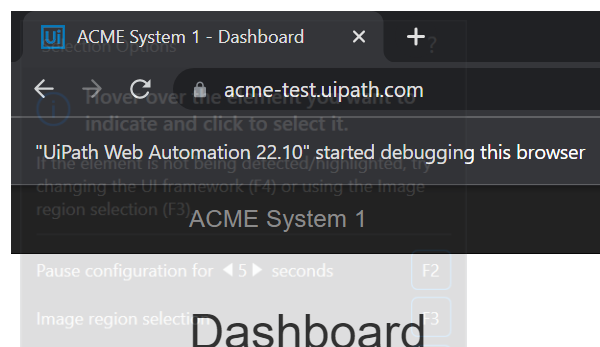 ACME System 1 - Dashboard
Selection Options ?
acme-test.uipath.com
Hover over the element you want to
indicate and click to select it.
"UiPath Web Automation 22.10" started debugging this browser
If the element is not being detected/highlighted, try
changing the UI framework (F4) or using the Image
region selection (F3)
ACME System 1
Pause configuration for 5 seconds F2
Image region selection F3
Dashboard